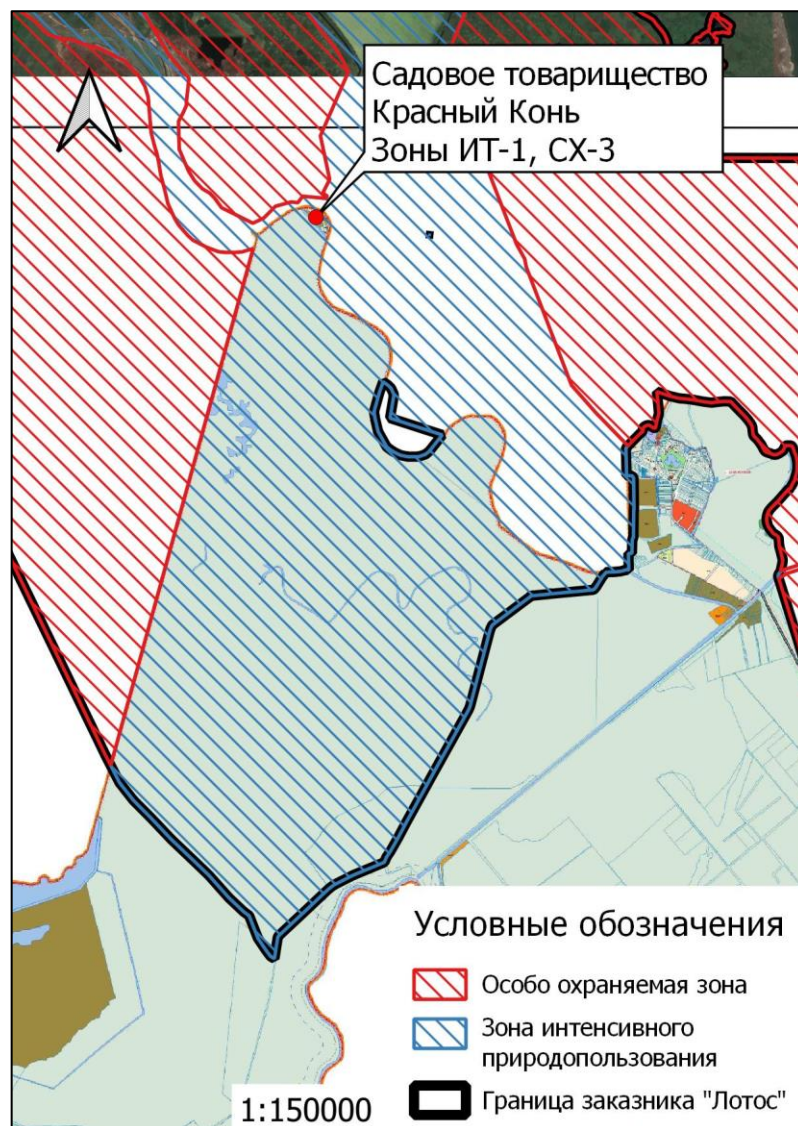 Садовое товарищество
Красный Конь
Зоны ИТ-1, СХ-3
Условные обозначения
Особо охраняемая зона
Зона интенсивного
природопользования
Граница заказника "Лотос"
1:150000